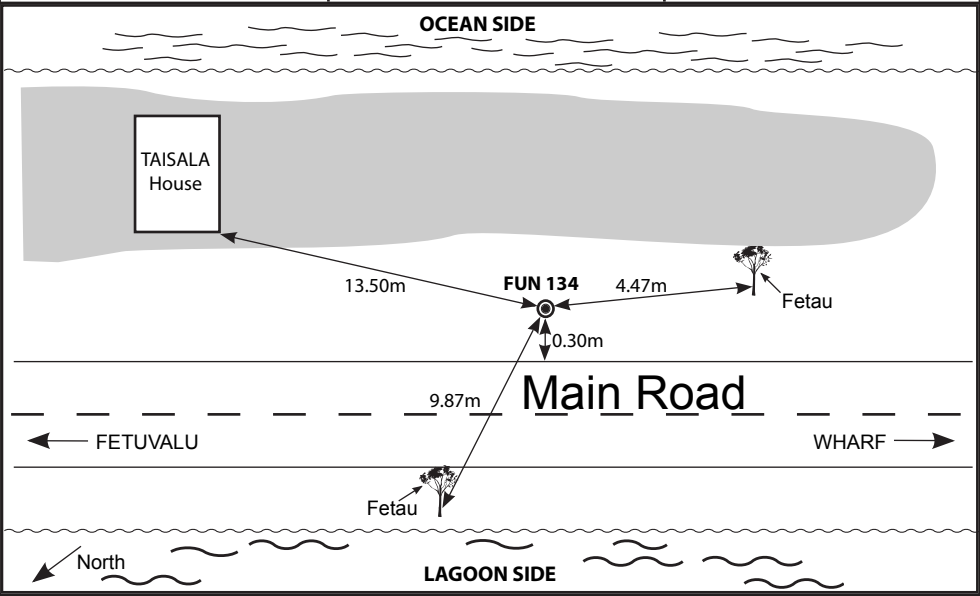 OCEAN SIDE
TAISALA
House
FUN 134
13.50m
4.47m
Fetau
0.30m
Main Road
9.87m
FETUVALU
WHARF
Fetau
North
LAGOON SIDE